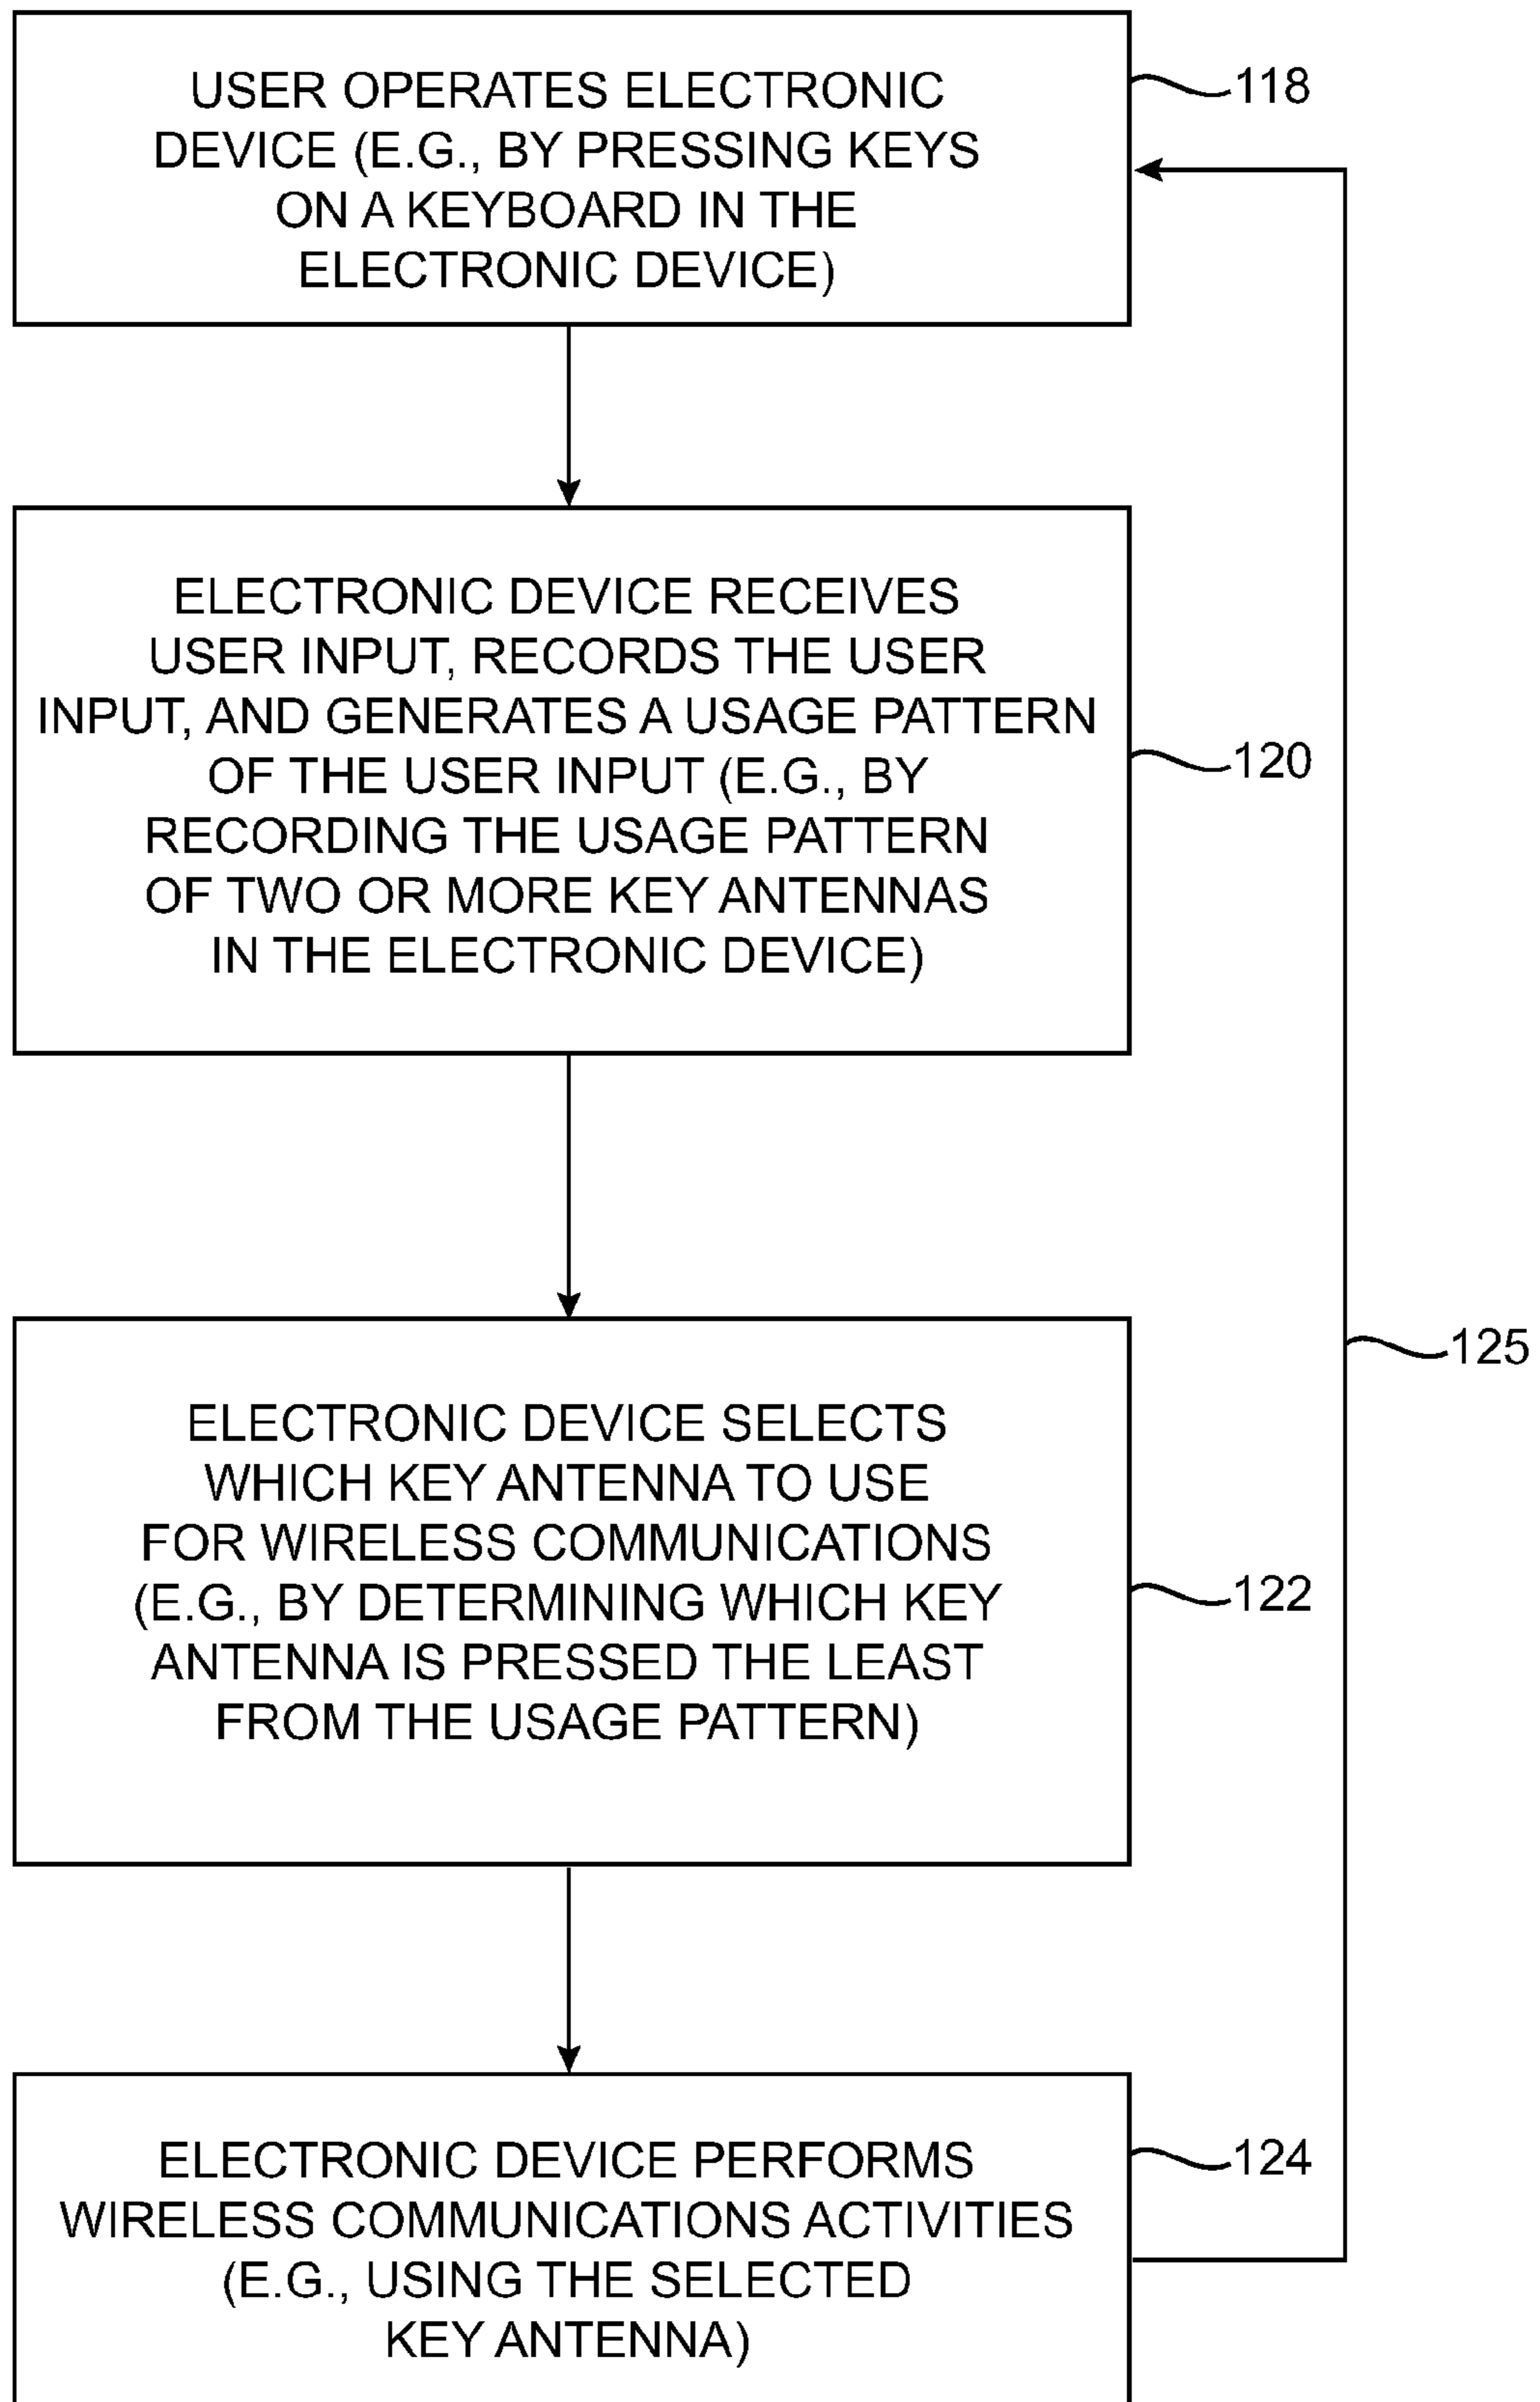 USER OPERATES ELECTRONIC
DEVICE (E.G., BY PRESSING KEYS
ON A KEYBOARD IN THE
ELECTRONIC DEVICE)
118
ELECTRONIC DEVICE RECEIVES
USER INPUT, RECORDS THE USER
INPUT, AND GENERATES A USAGE PATTERN
OF THE USER INPUT (E.G., BY
RECORDING THE USAGE PATTERN
OF TWO OR MORE KEY ANTENNAS
IN THE ELECTRONIC DEVICE)
120
125
ELECTRONIC DEVICE SELECTS
WHICH KEY ANTENNA TO USE
FOR WIRELESS COMMUNICATIONS
(E.G., BY DETERMINING WHICH KEY
ANTENNA IS PRESSED THE LEAST
FROM THE USAGE PATTERN)
122
ELECTRONIC DEVICE PERFORMS
WIRELESS COMMUNICATIONS ACTIVITIES
(E.G., USING THE SELECTED
KEY ANTENNA)
124